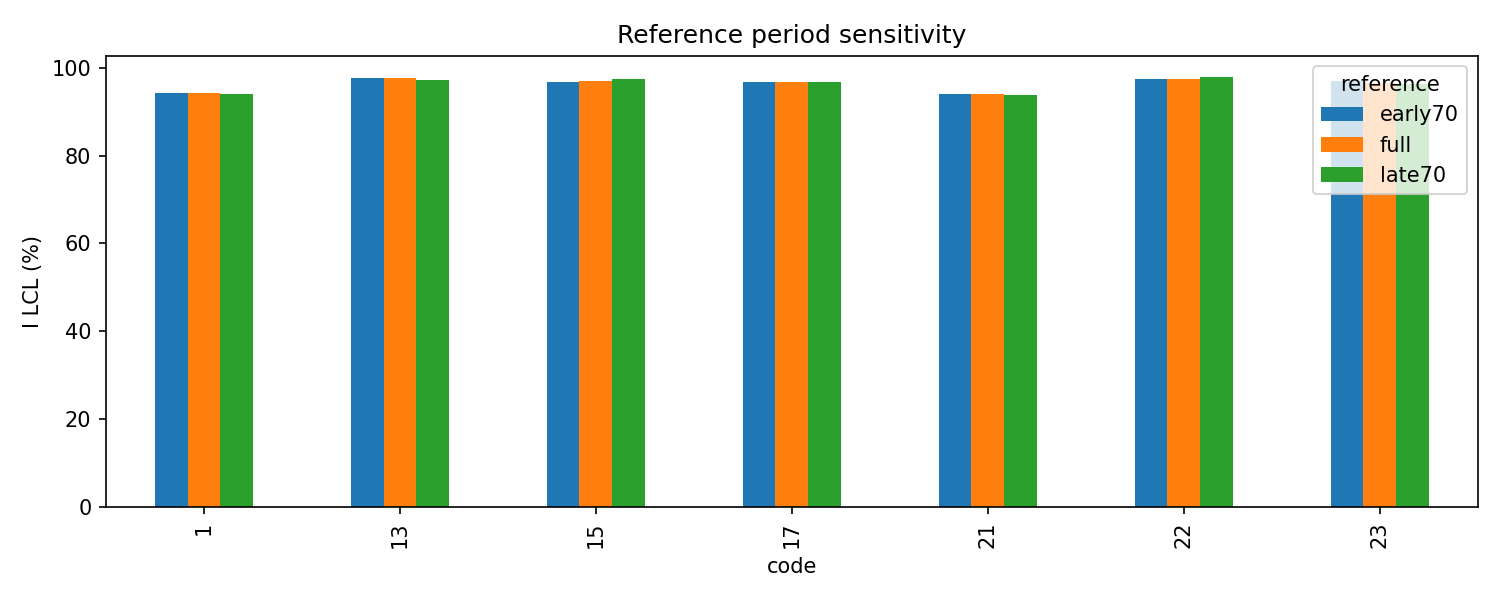 Reference period sensitivity
I LCL (%)
100
80
60
40
20
0
reference
early70
full
late70
1
13
15
17
21
22
23
code